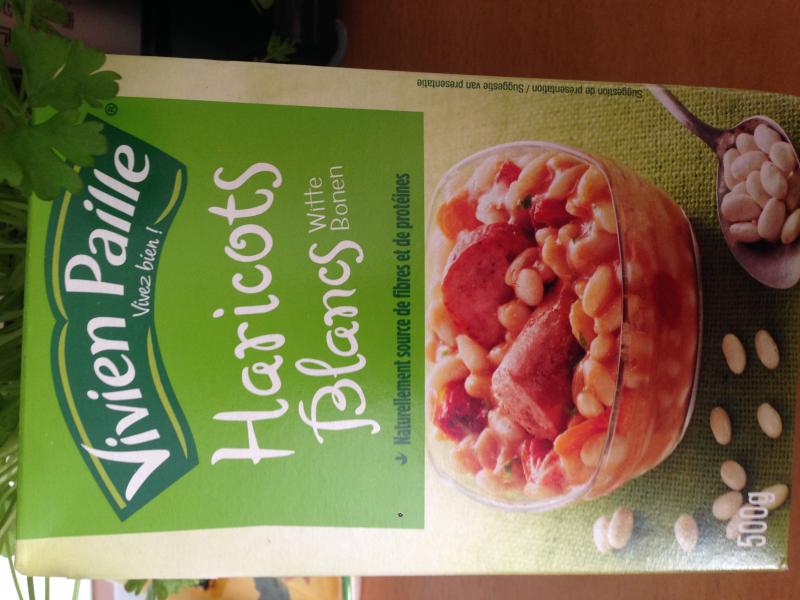 Vivien Paille®
Vivez bien !
Haricots
Blancs Witte
Bonen
Naturellement source de fibres et de protéines
Suggestion de présentation / Suggestie van presentatie
500g